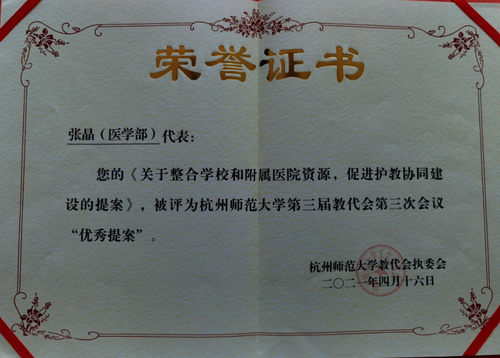 荣誉证书
张晶（医学部）代表：
您的《关于整合学校和附属医院资源，促进护教协同建
设的提案》，被评为杭州师范大学第三届教代会第三次会议
“优秀提案”。
杭州师范大学教代会执委会
二〇二一年四月十六日